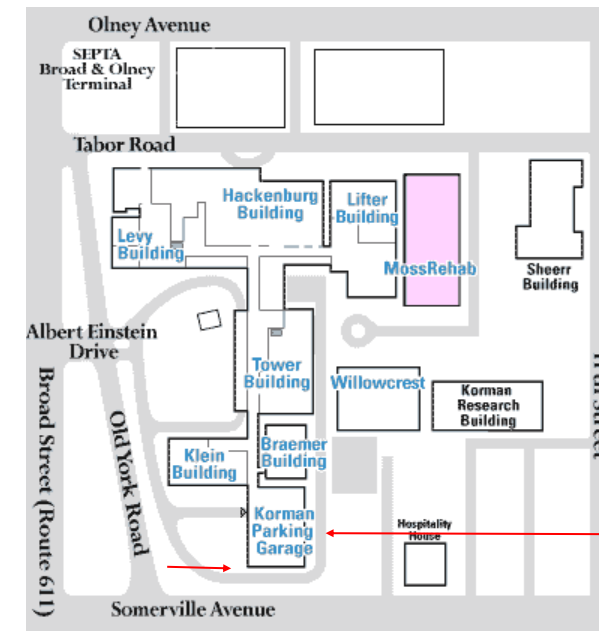 Olney Avenue
SEPTA
Broad & Olney
Terminal
Tabor Road
Hackenburg
Building
Lifter
Building
Levy
Building
MossRehab
Sheerr
Building
Albert Einstein
Drive
Tower
Building
Willowcrest
Korman
Research
Building
Broad Street (Route 611)
Old York Road
Klein
Building
Braemer
Building
Korman
Parking
Garage
Hospitality
House
Somerville Avenue